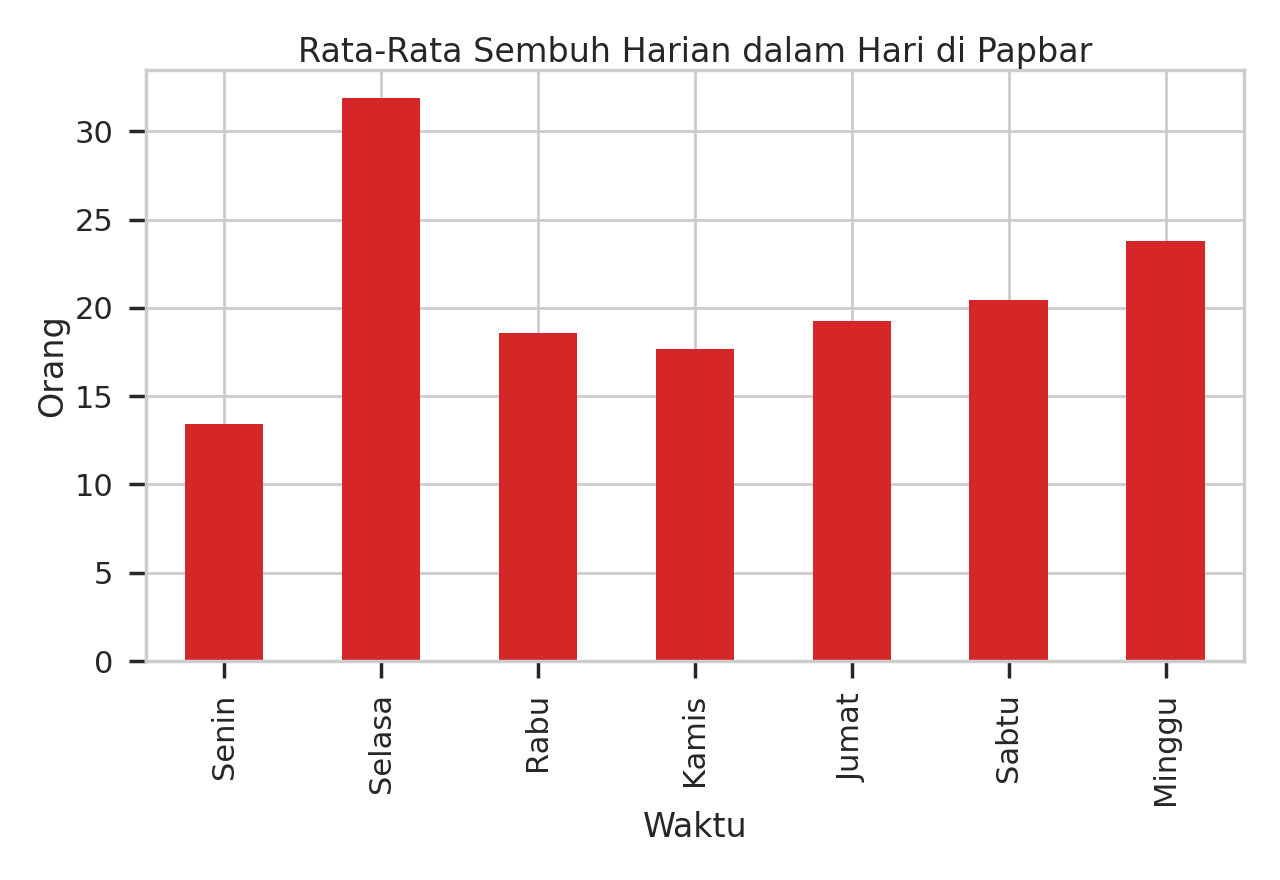 Rata-Rata Sembuh Harian dalam Hari di Papbar
30
25
20
15
10
5
0
Orang
Senin
Selasa
Rabu
Kamis
Jumat
Sabtu
Minggu
Waktu